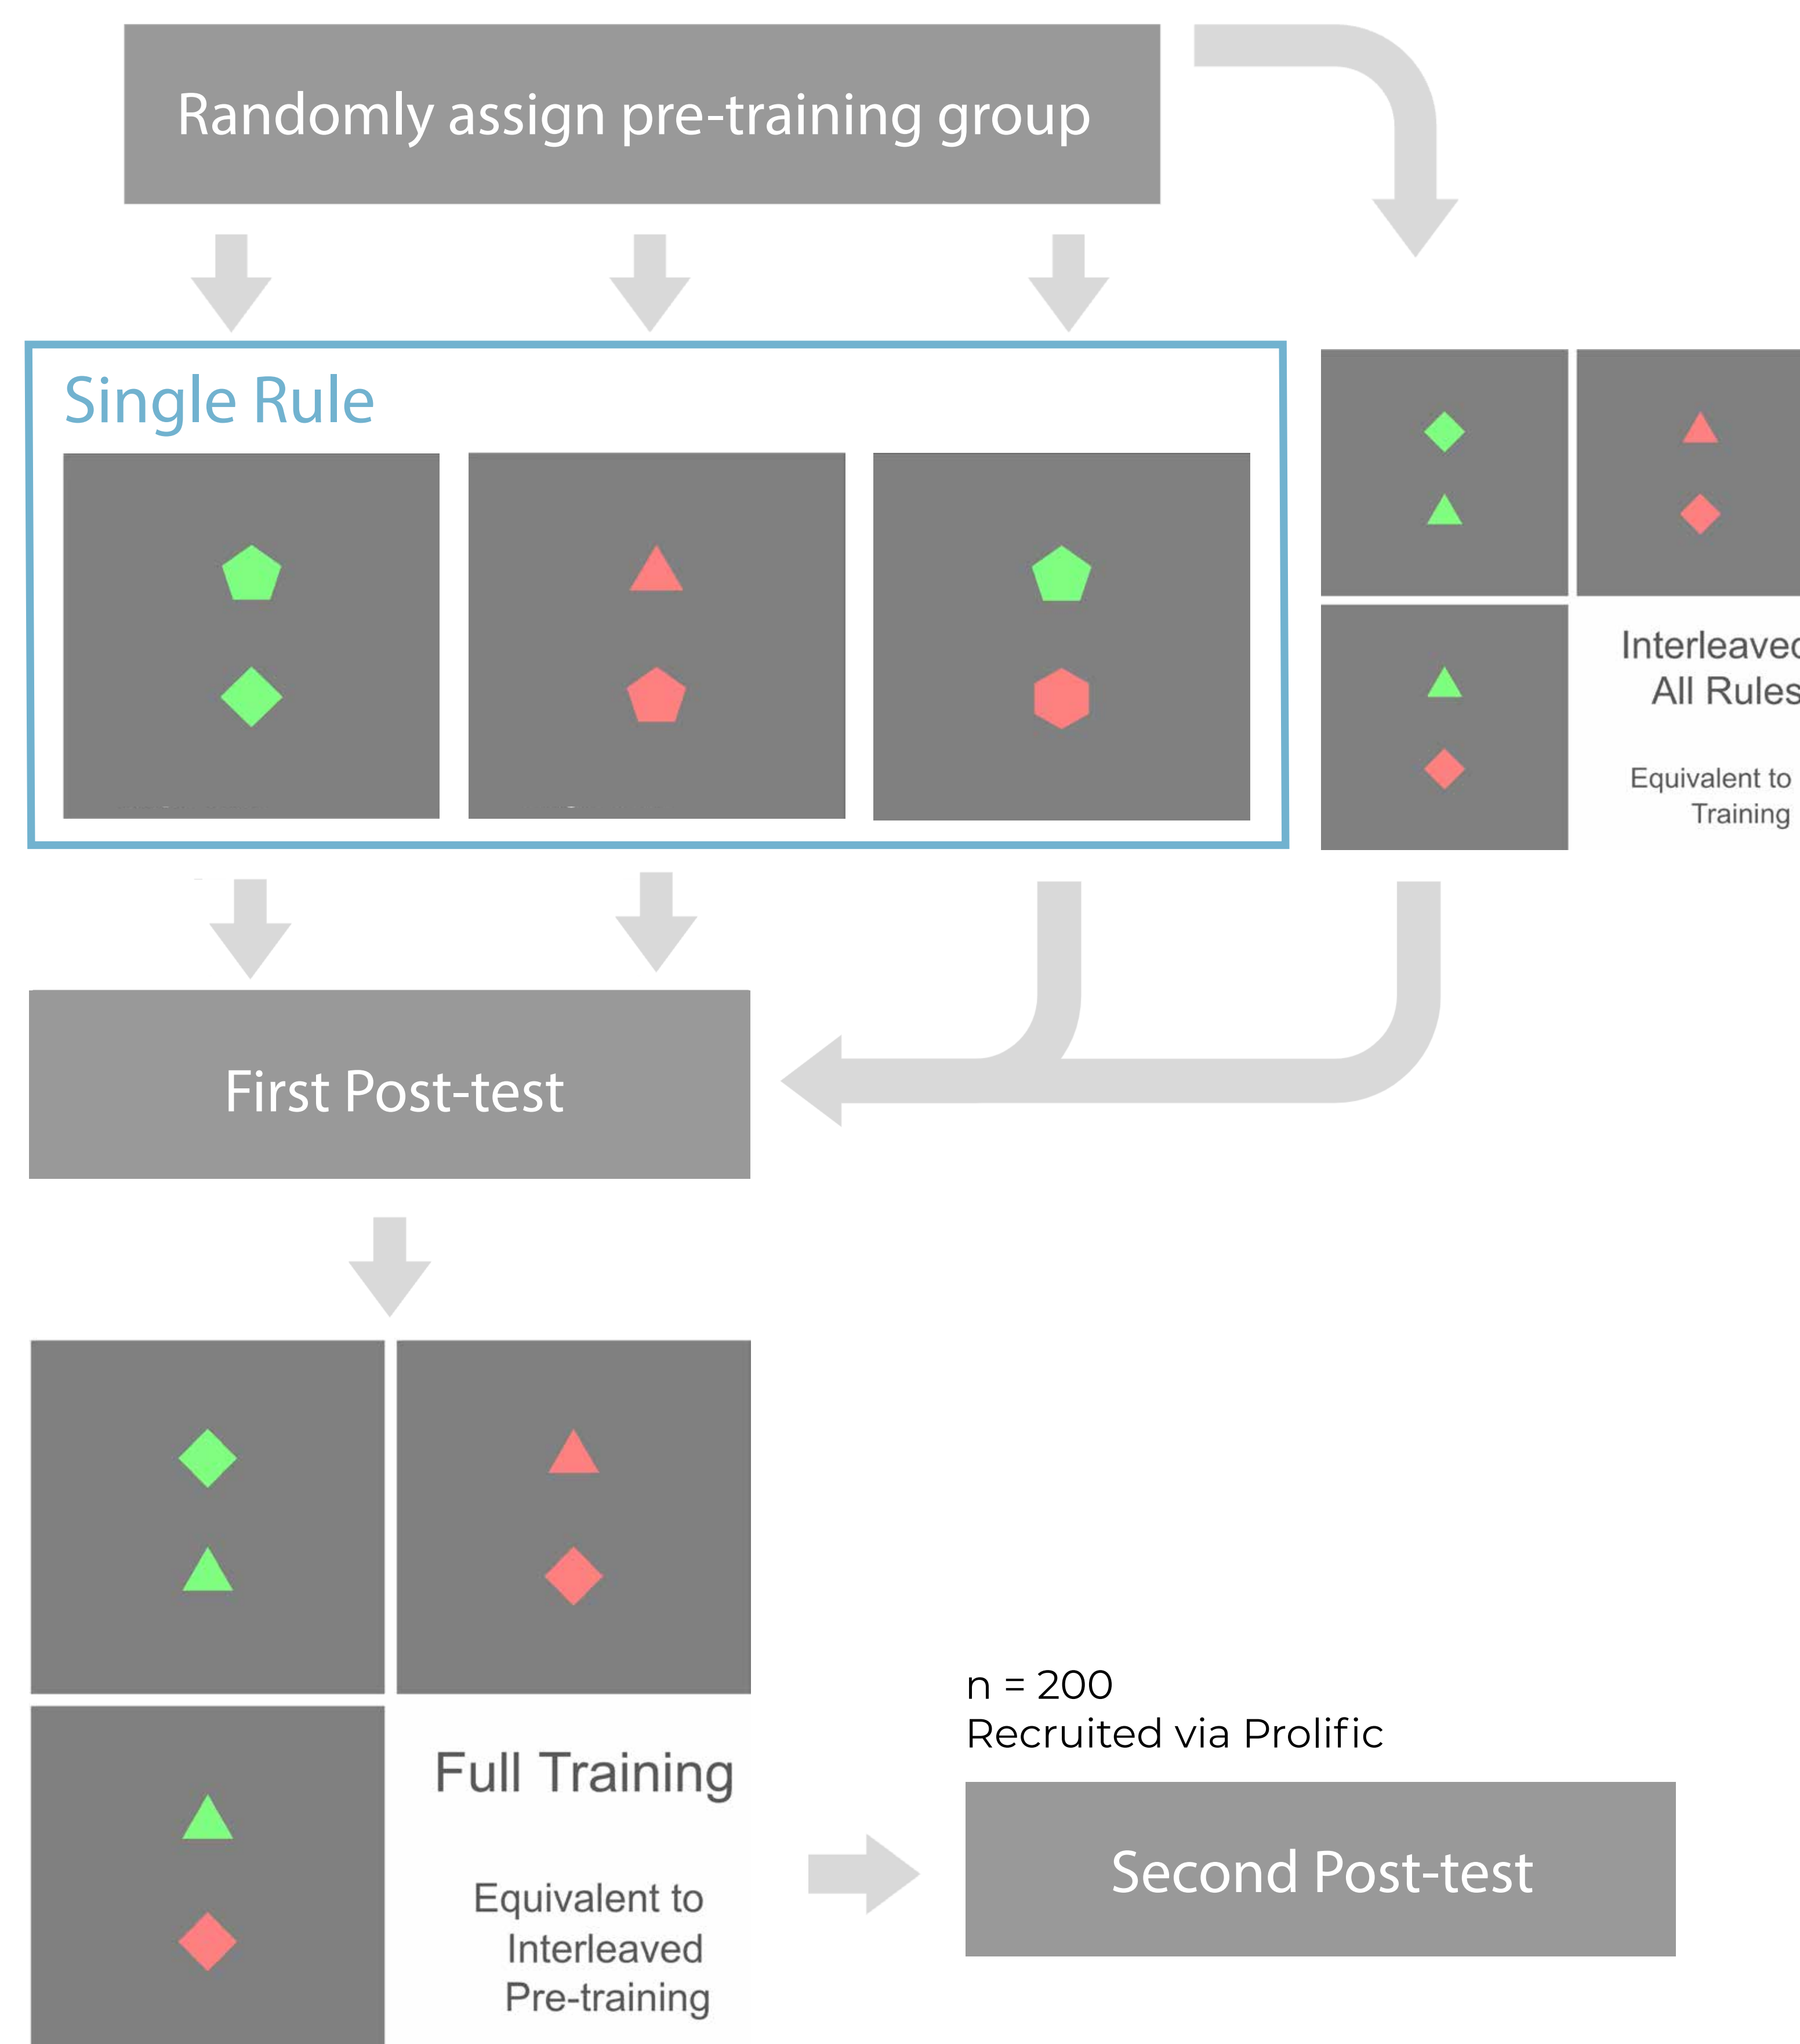 Randomly assign pre-training group
Single Rule
Interleaved
All Rules
Equivalent to
Training
First Post-test
n = 200
Recruited via Prolific
Full Training
Equivalent to
Interleaved
Pre-training
Second Post-test